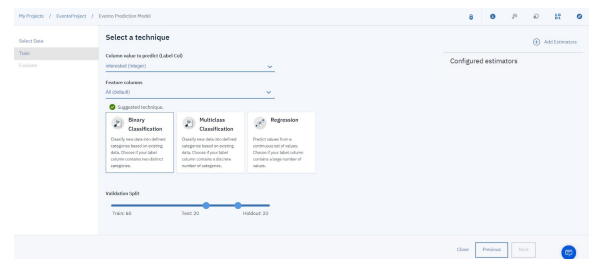 My Projects / EventsProject / Evenns Prediction Model
Select Data
Train
Evaluate
Select a technique
Column value to predict (Label Col)
interested (Integer)
Feature columns
All (default)
Suggested technique.
Binary
Classification
Classify new data into defined
categories based on existing
data. Choose if your label
column contains two distinct
categories.
Multiclass
Classification
Classify new data into defined
categories based on existing
data. Choose if your label
column contains a discrete
number of categories.
Regression
Predict values from a
continuous set of values.
Choose if your label column
contains a large number of
values.
Validation Split
Train: 60
Test: 20
Holdout: 20
Add Estimators
Configured estimators
Close
Previous
Next